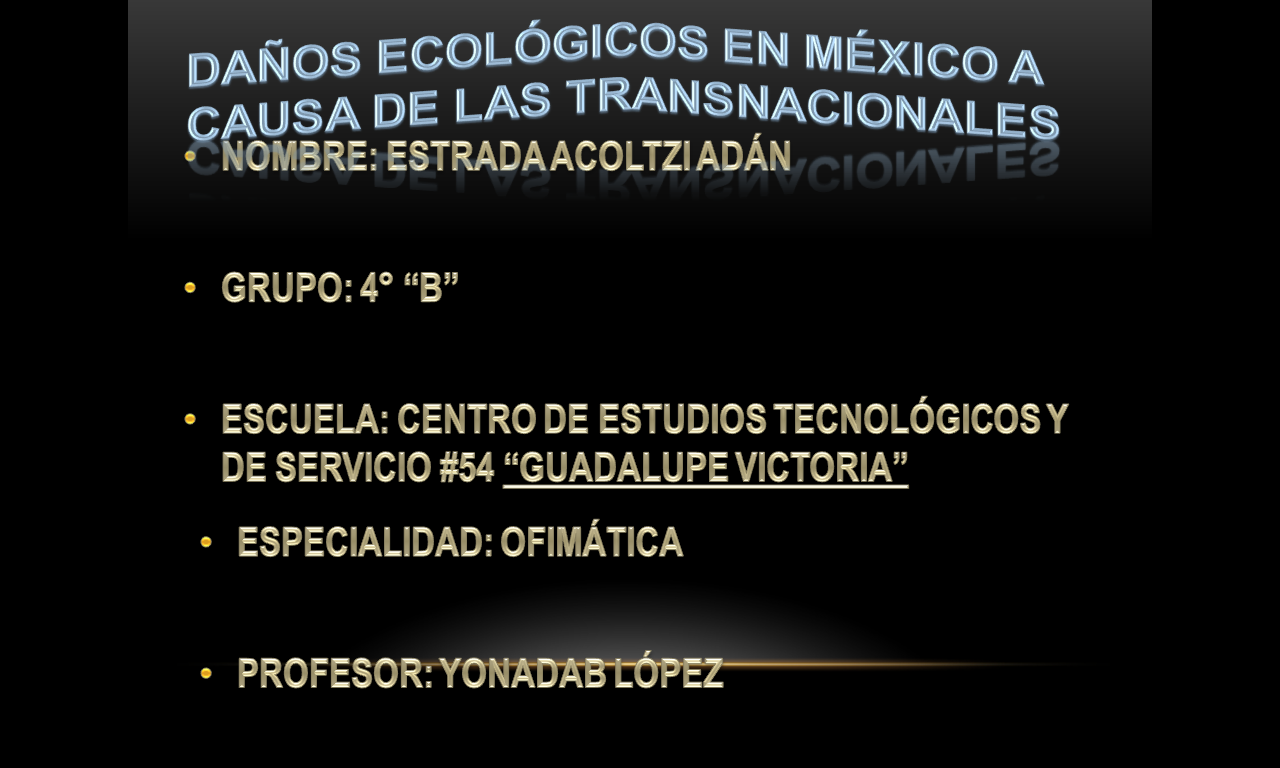 DAÑOS ECOLÓGICOS EN MÉXICO A
CAUSA DE LAS TRANSNACIONALES
• NOMBRE: ESTRADA ACOLTZI ADÁN
• GRUPO: 4° “B”
• ESCUELA: CENTRO DE ESTUDIOS TECNOLÓGICOS Y
DE SERVICIO #54 “GUADALUPE VICTORIA”
• ESPECIALIDAD: OFIMÁTICA
• PROFESOR: YONADAB LÓPEZ